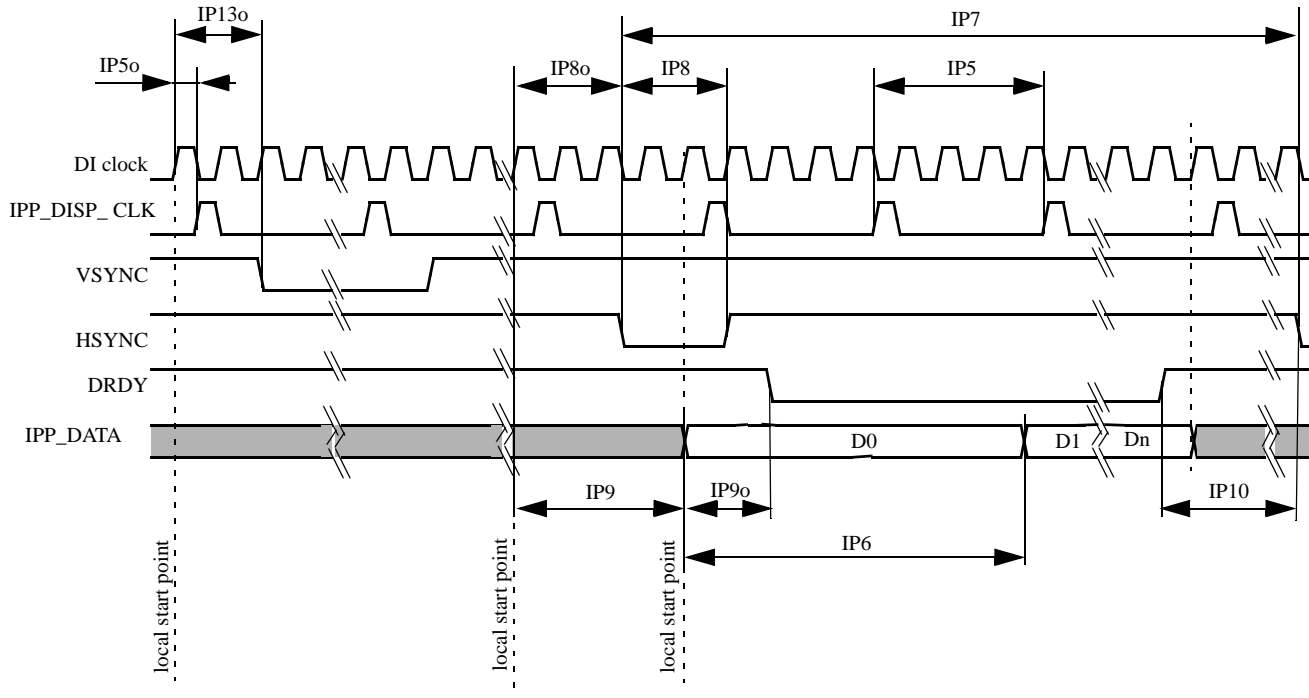 IP13o
IP7
IP5o
IP8o
IP8
IP5
DI clock
IPP_DISP_ CLK
VSYNC
HSYNC
DRDY
IPP_DATA
D0
D1
Dn
IP9
IP9o
IP10
IP6
local start point
local start point
local start point